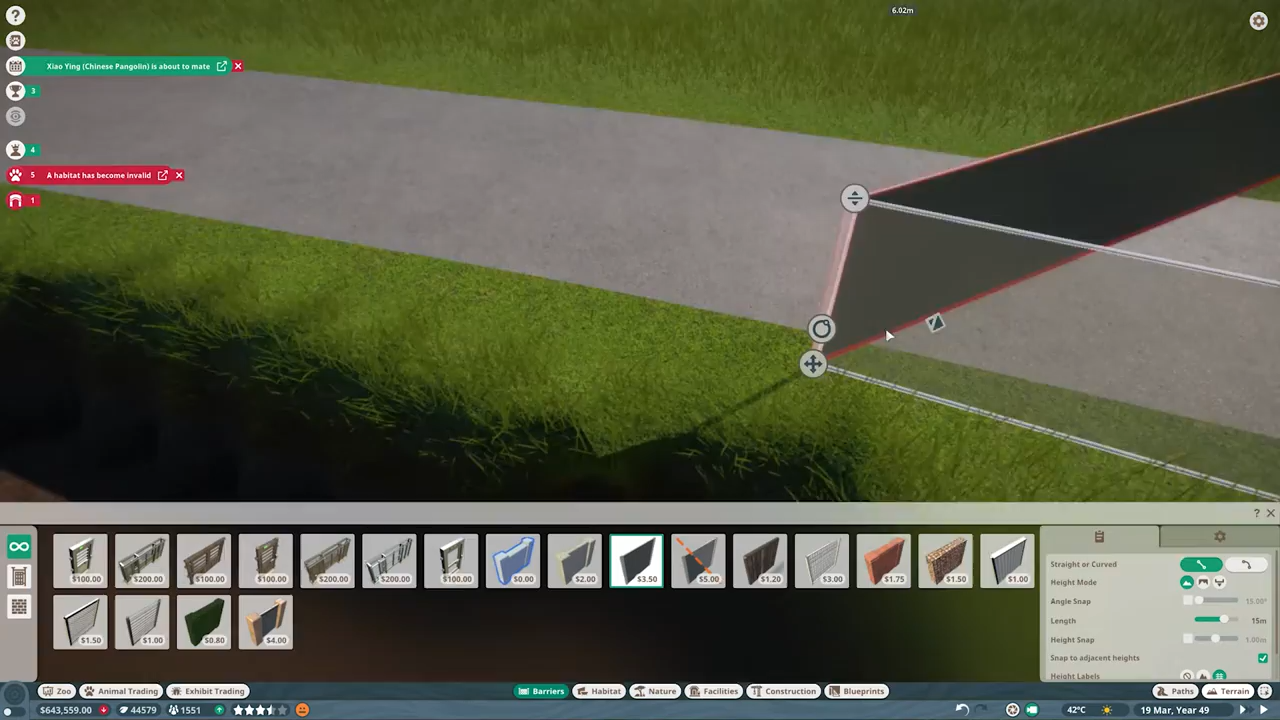 6.02m
?
Xiao Ying (Chinese Pangolin) is about to mate
3
4
5 A habitat has become invalid
1
?
$100.00 $200.00 $100.00 $100.00 $200.00 $200.00 $100.00 $0.00 $2.00 $3.50 $5.00 $1.20 $3.00 $1.75 $1.50 $1.00
$1.50 $1.00 $0.80 $4.00
Straight or Curved
Height Mode
Angle Snap 15.00°
Length 15m
Height Snap 1.00m
Snap to adjacent heights
Height Labels
Zoo Animal Trading Exhibit Trading Barriers Habitat Nature Facilities Construction Blueprints Paths Terrain
$643,559.00 44579 1551 42°C 19 Mar, Year 49